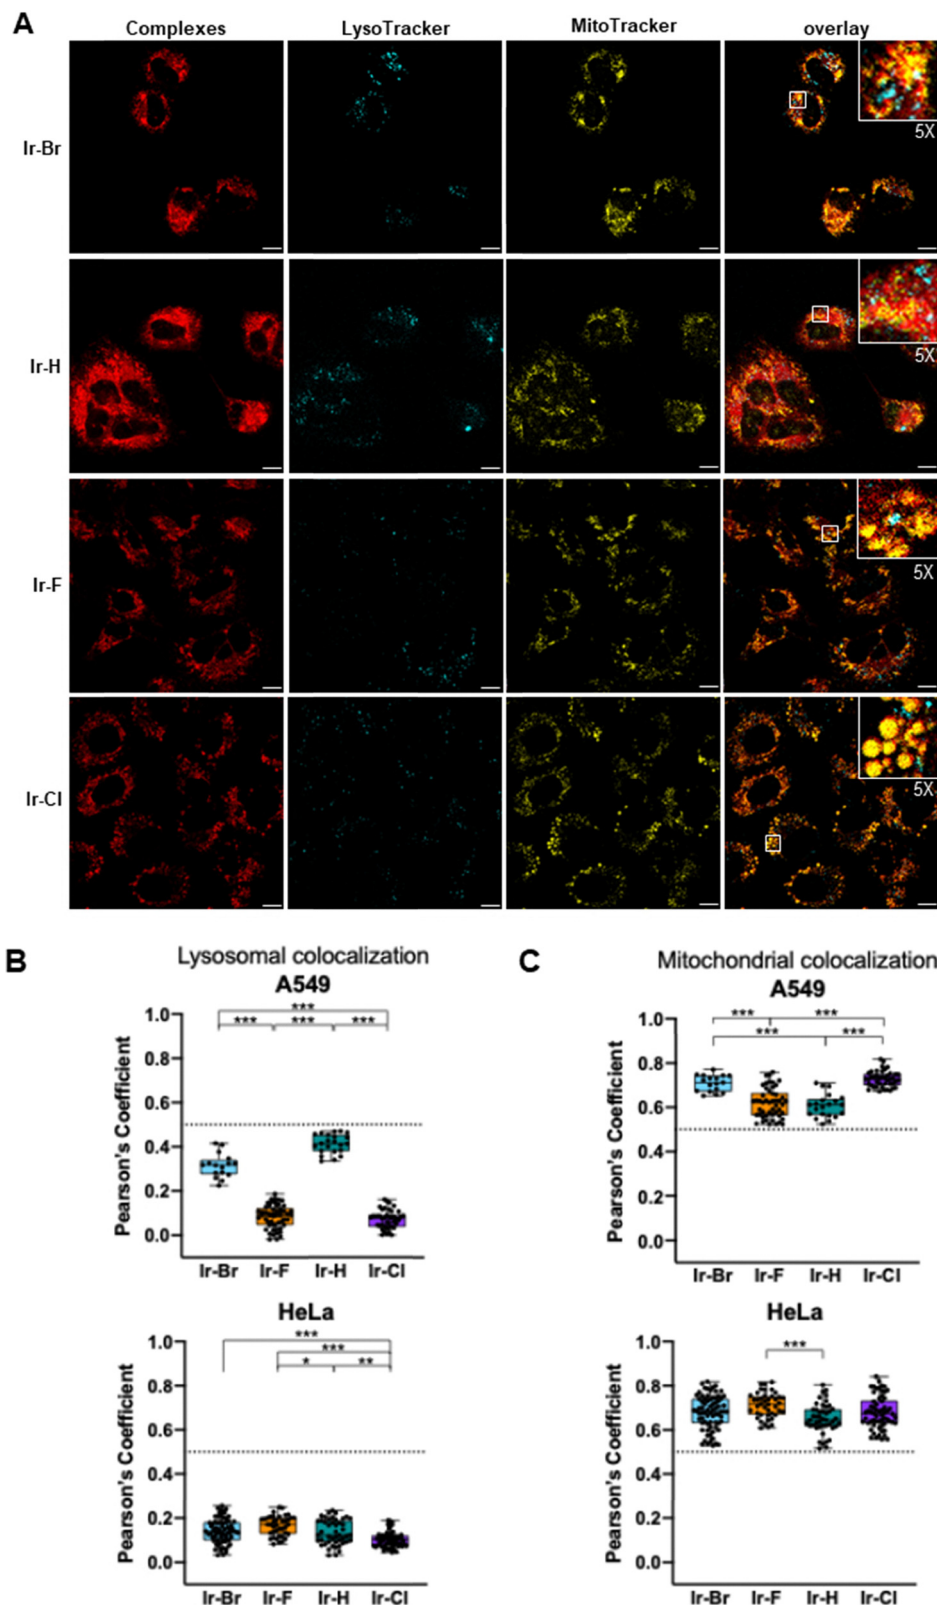 A
Complexes LysoTracker MitoTracker overlay
Ir-Br
5X
Ir-H
5X
Ir-F
5X
Ir-Cl
5X
B
Lysosomal colocalization
A549
***
*** *** ***
Pearson's Coefficient
1.0
0.8
0.6
0.4
0.2
0.0
Ir-Br Ir-F Ir-H Ir-Cl
HeLa
***
***
* **
Pearson's Coefficient
1.0
0.8
0.6
0.4
0.2
0.0
Ir-Br Ir-F Ir-H Ir-Cl
C
Mitochondrial colocalization
A549
*** ***
*** ***
Pearson's Coefficient
1.0
0.8
0.6
0.4
0.2
0.0
Ir-Br Ir-F Ir-H Ir-Cl
HeLa
***
Pearson's Coefficient
1.0
0.8
0.6
0.4
0.2
0.0
Ir-Br Ir-F Ir-H Ir-Cl